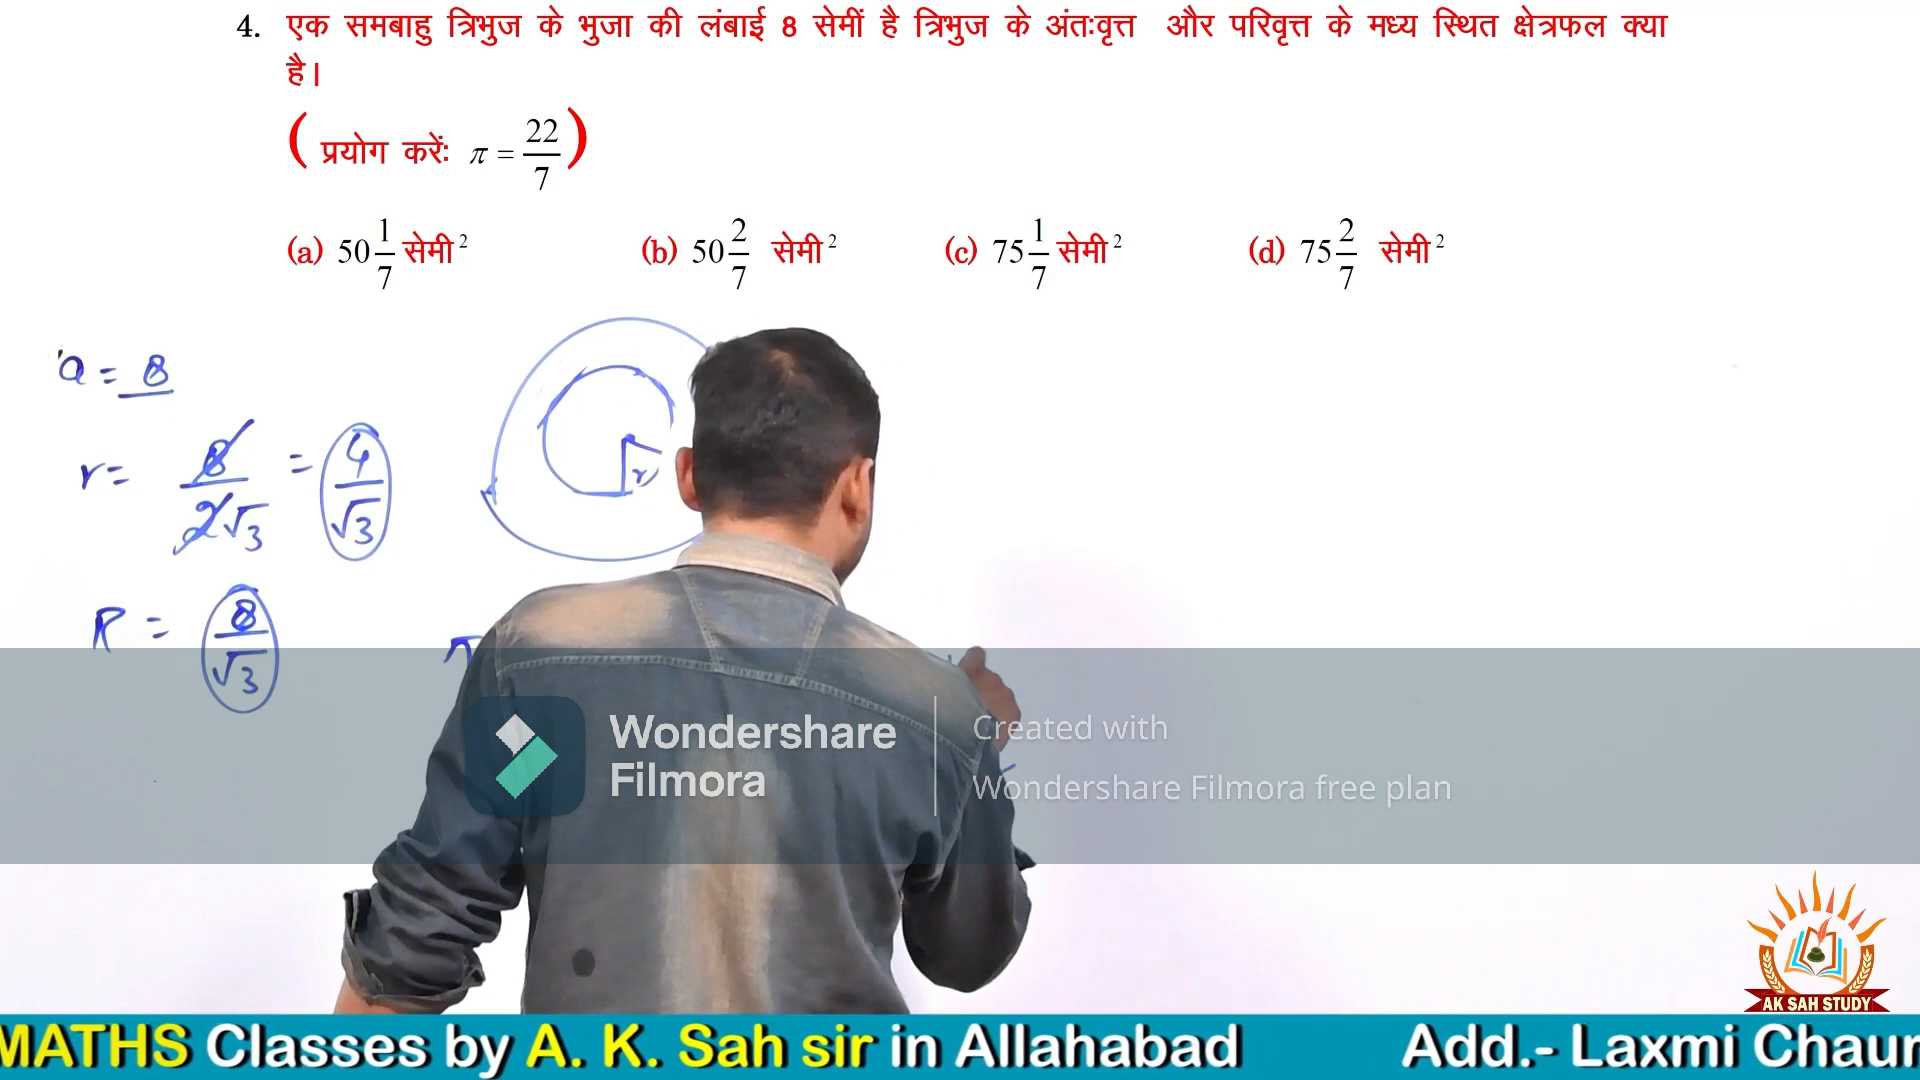 4. एक समबाहु त्रिभुज के भुजा की लंबाई 8 सेमीं है त्रिभुज के अंतःवृत्त और परिवृत्त के मध्य स्थित क्षेत्रफल क्या
है।
( प्रयोग करेंः π = 22/7 )
(a) 50 1/7 सेमी² (b) 50 2/7 सेमी² (c) 75 1/7 सेमी² (d) 75 2/7 सेमी²
a = 8
r = 8/2√3 = 4/√3
r
R = 8/√3
π
Wondershare
Filmora
Created with
Wondershare Filmora free plan
AK SAH STUDY
MATHS Classes by A. K. Sah sir in Allahabad Add.- Laxmi Chaur